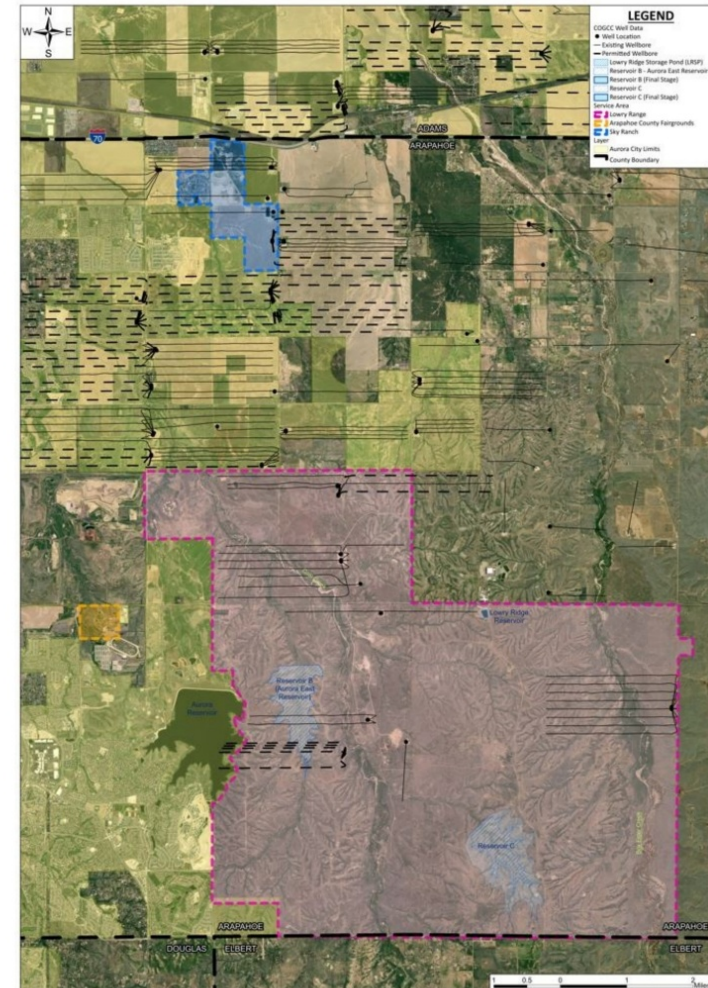 N
W E
S
LEGEND
COGCC Well Data
Well Location
Existing Wellbore
Permitted Wellbore
Lowry Ridge Storage Pond (LRSP)
Reservoir B - Aurora East Reservoir
Reservoir B (Final Stage)
Reservoir C
Reservoir C (Final Stage)
Service Area
Lowry Range
Arapahoe County Fairgrounds
Sky Ranch
Layer
Aurora City Limits
County Boundary
70
ADAMS
ARAPAHOE
Lowry Ridge
Reservoir
Reservoir B
(Aurora East
Reservoir)
Aurora
Reservoir
Reservoir C
ARAPAHOE
ARAPAHOE
DOUGLAS
ELBERT
ELBERT
1 0.5 0 1 2
Miles